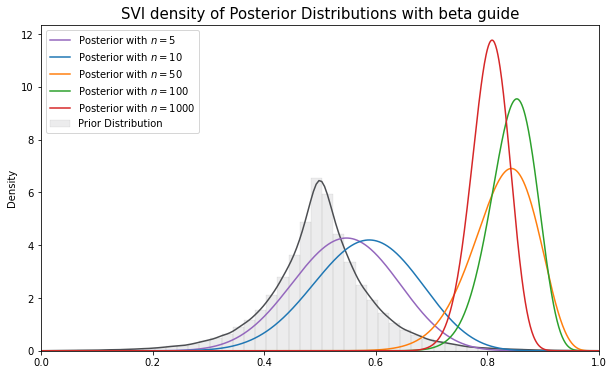 SVI density of Posterior Distributions with beta guide
Density
12
10
8
6
4
2
0
Posterior with n = 5
Posterior with n = 10
Posterior with n = 50
Posterior with n = 100
Posterior with n = 1000
Prior Distribution
0.0 0.2 0.4 0.6 0.8 1.0